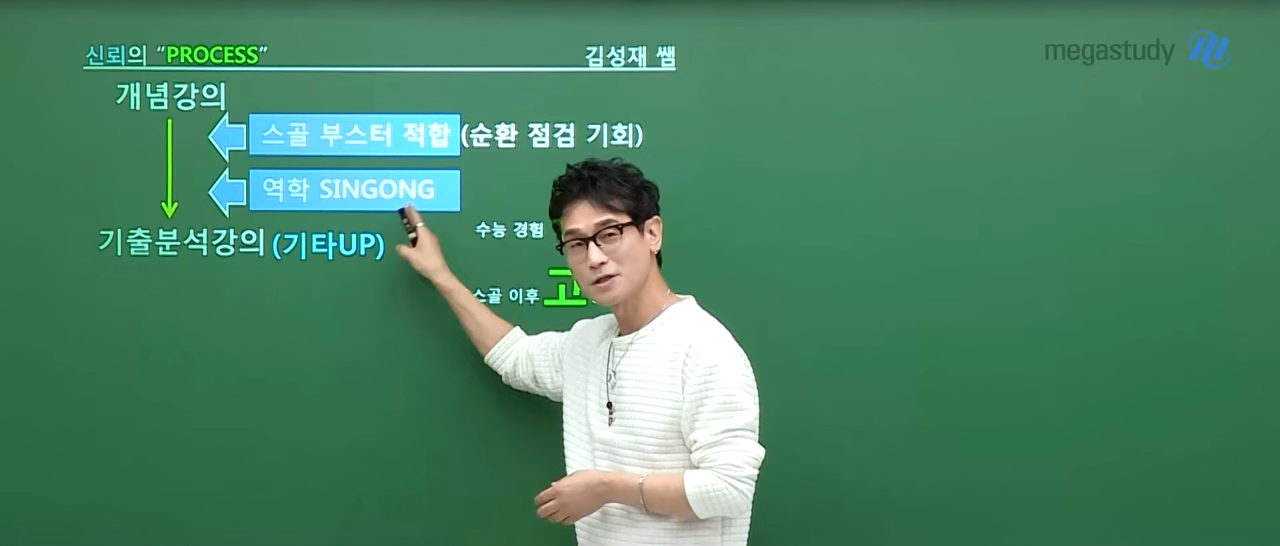 신뢰의 “PROCESS”
김성재 쌤
megastudy
개념강의
스골 부스터 적합 (순환 점검 기회)
역학 SINGONG
기출분석강의 (기타UP)
수능 경험
스골 이후 고